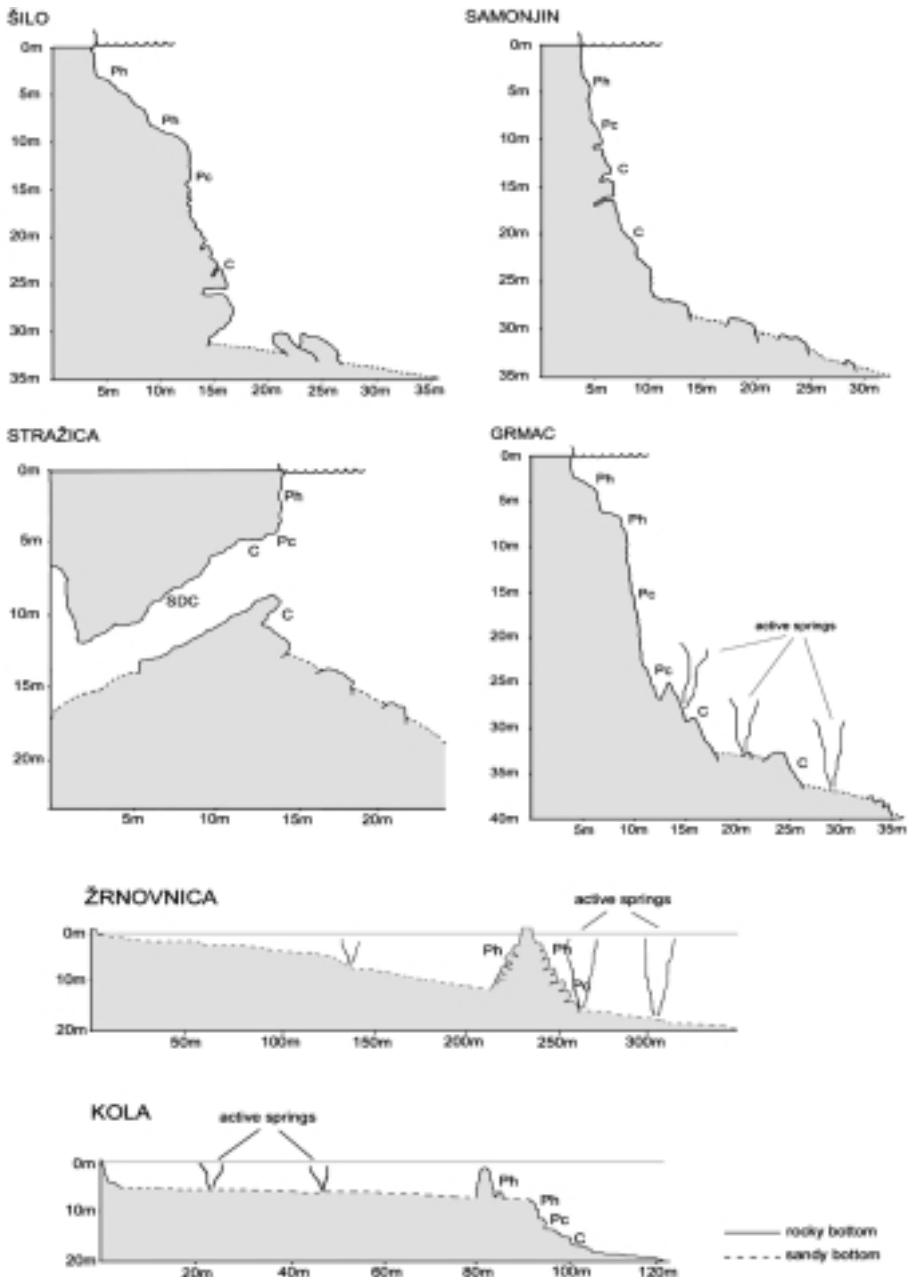 ŠILO
0m
5m
10m
15m
20m
25m
30m
35m
Ph
Ph
Pc
C
5m 10m 15m 20m 25m 30m 35m
SAMONJIN
0m
5m
10m
15m
20m
25m
30m
35m
Ph
Pc
C
C
5m 10m 15m 20m 25m 30m
STRAŽICA
0m
5m
10m
15m
20m
Ph
Pc
C
SDC
C
5m 10m 15m 20m
GRMAC
0m
5m
10m
15m
20m
25m
30m
35m
40m
Ph
Ph
Pc
active springs
Pc
C
C
5m 10m 15m 20m 25m 30m 35m
ŽRNOVNICA
active springs
0m
10m
20m
Ph
Ph
Pc
50m 100m 150m 200m 250m 300m
KOLA
active springs
0m
10m
20m
Ph
Ph
Pc
C
20m 40m 60m 80m 100m 120m
rocky bottom
sandy bottom